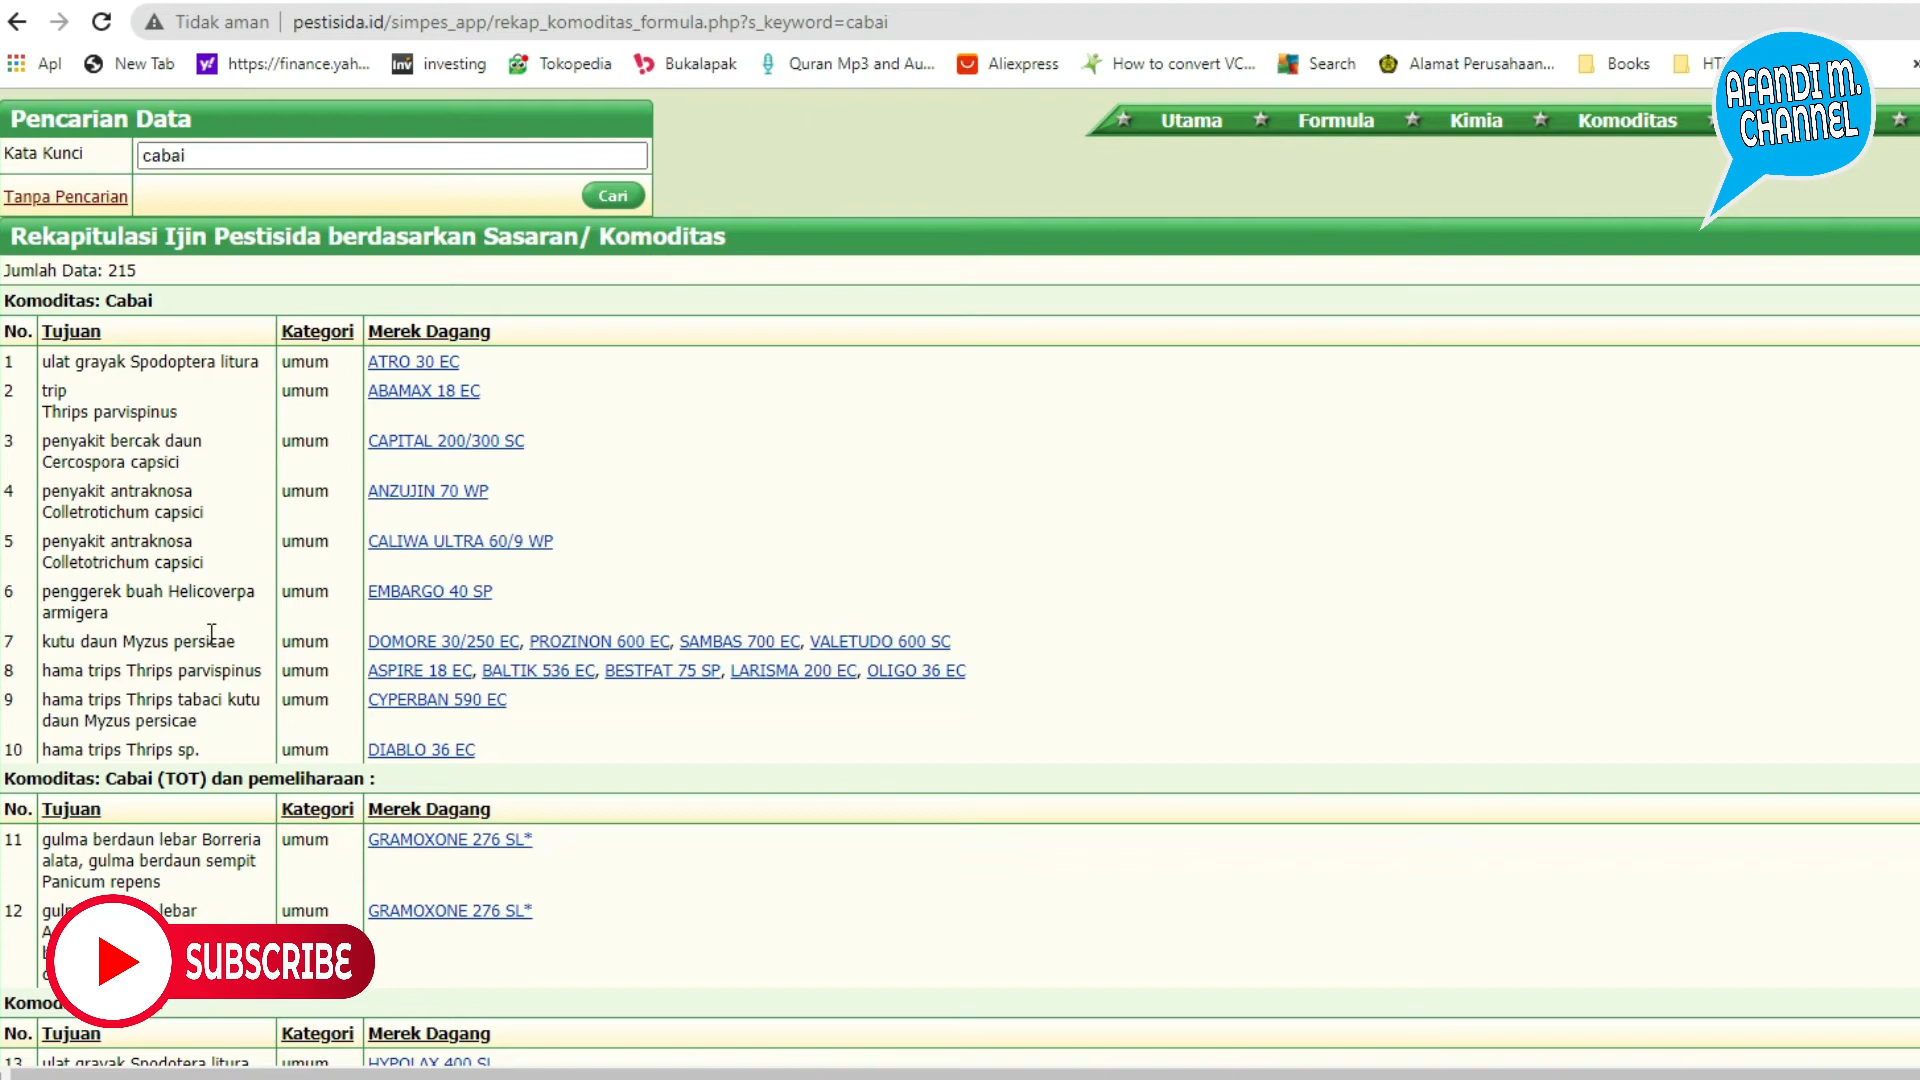 Tidak aman pestisida.id/simpes_app/rekap_komoditas_formula.php?s_keyword=cabai
Apl New Tab https://finance.yah... investing Tokopedia Bukalapak Quran Mp3 and Au... Aliexpress How to convert VC... Search Alamat Perusahaan... Books
AFANDI M. CHANNEL
Pencarian Data
Utama Formula Kimia Komoditas
Kata Kunci cabai
Tanpa Pencarian Cari
Rekapitulasi Ijin Pestisida berdasarkan Sasaran/ Komoditas
Jumlah Data: 215
Komoditas: Cabai
No. Tujuan Kategori Merek Dagang
1 ulat grayak Spodoptera litura umum ATRO 30 EC
2 trip umum ABAMAX 18 EC
Thrips parvispinus
3 penyakit bercak daun umum CAPITAL 200/300 SC
Cercospora capsici
4 penyakit antraknosa umum ANZUJIN 70 WP
Colletrotichum capsici
5 penyakit antraknosa umum CALIWA ULTRA 60/9 WP
Colletotrichum capsici
6 penggerek buah Helicoverpa umum EMBARGO 40 SP
armigera
7 kutu daun Myzus persicae umum DOMORE 30/250 EC, PROZINON 600 EC, SAMBAS 700 EC, VALETUDO 600 SC
8 hama trips Thrips parvispinus umum ASPIRE 18 EC, BALTIK 536 EC, BESTFAT 75 SP, LARISMA 200 EC, OLIGO 36 EC
9 hama trips Thrips tabaci kutu umum CYPERBAN 590 EC
daun Myzus persicae
10 hama trips Thrips sp. umum DIABLO 36 EC
Komoditas: Cabai (TOT) dan pemeliharaan :
No. Tujuan Kategori Merek Dagang
11 gulma berdaun lebar Borreria umum GRAMOXONE 276 SL*
alata, gulma berdaun sempit
Panicum repens
12 lebar umum GRAMOXONE 276 SL*
SUBSCRIBE
No. Tujuan Kategori Merek Dagang
13 ulat grayak Spodotera litura umum HYPOLAX 400 SL